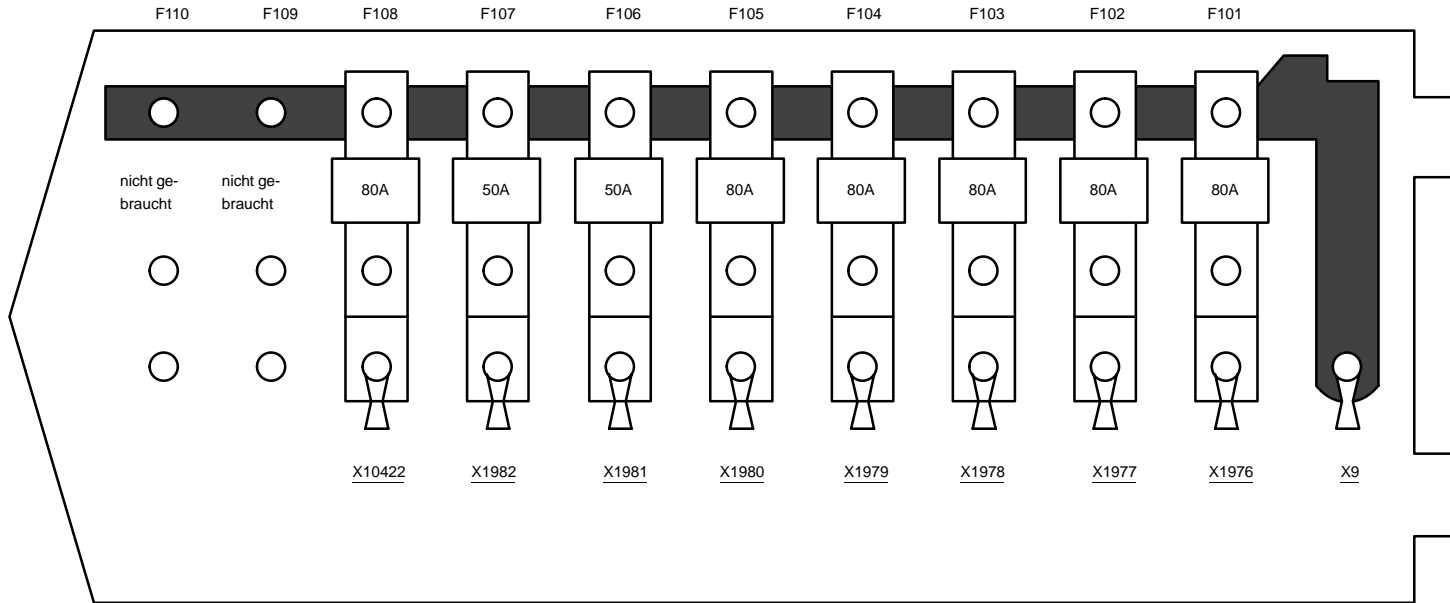 F110 F109 F108 F107 F106 F105 F104 F103 F102 F101
nicht ge-
braucht
nicht ge-
braucht
80A 50A 50A 80A 80A 80A 80A 80A
X10422 X1982 X1981 X1980 X1979 X1978 X1977 X1976 X9